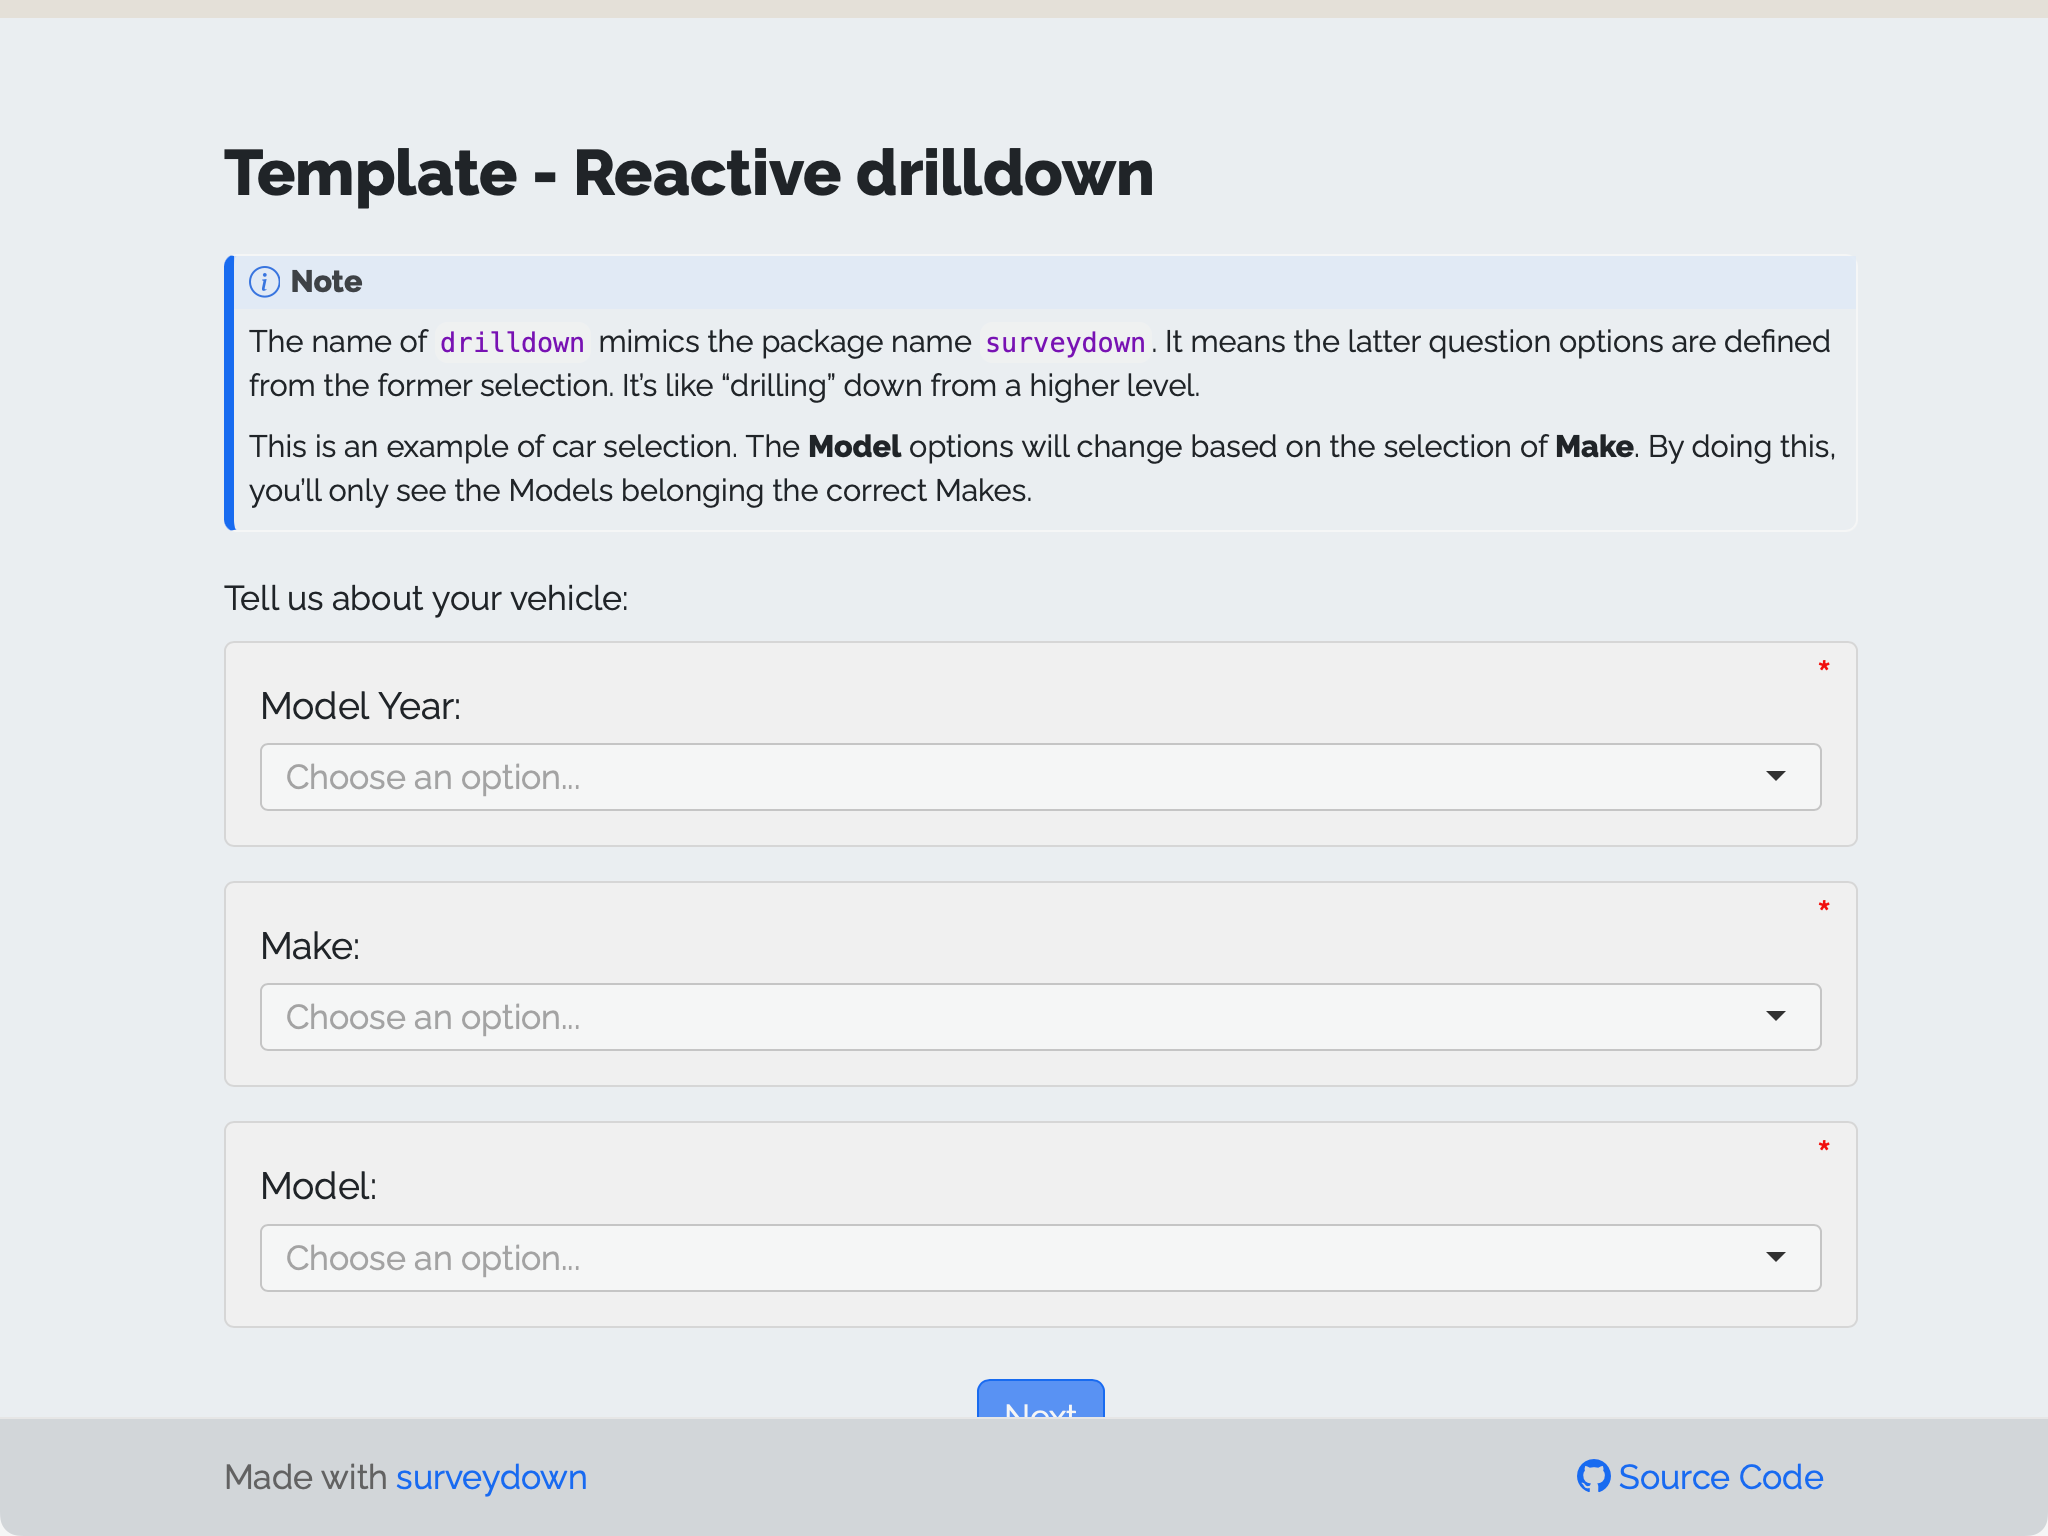 Template - Reactive drilldown
Note
The name of drilldown mimics the package name surveydown. It means the latter question options are defined
from the former selection. It’s like “drilling” down from a higher level.
This is an example of car selection. The Model options will change based on the selection of Make. By doing this,
you’ll only see the Models belonging the correct Makes.
Tell us about your vehicle:
*
Model Year:
Choose an option...
*
Make:
Choose an option...
*
Model:
Choose an option...
Next
Made with surveydown
Source Code